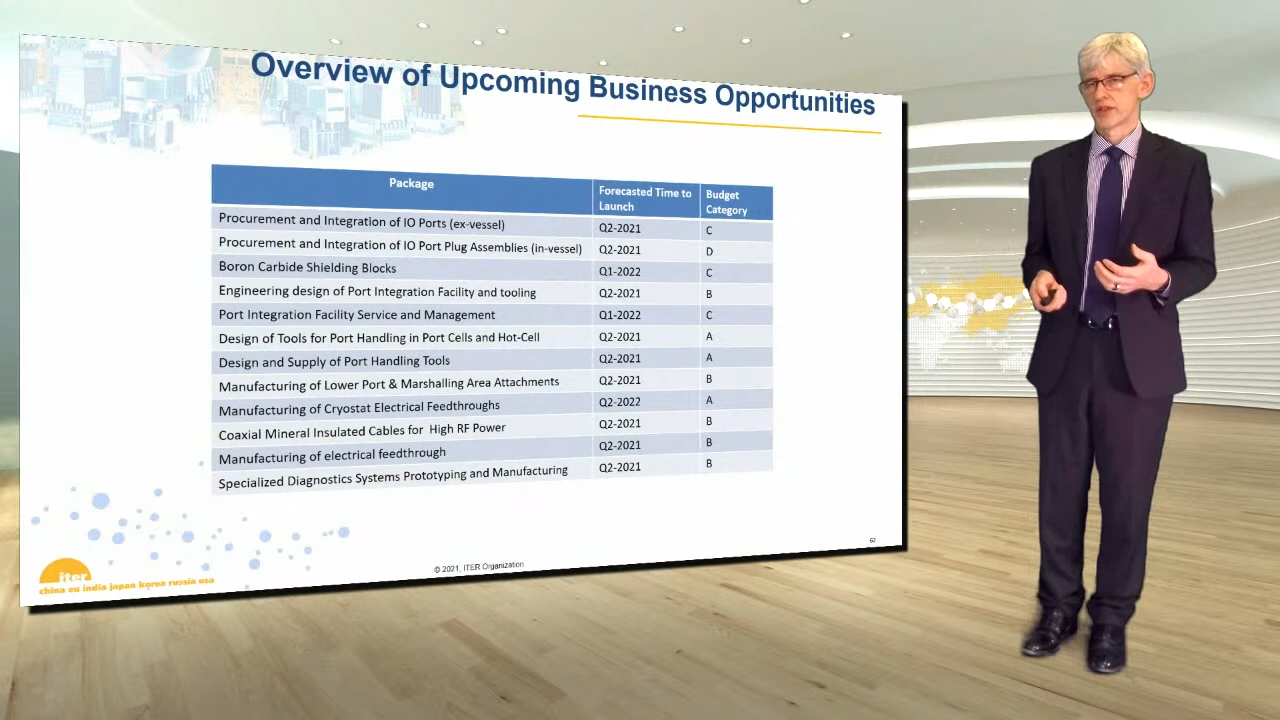 Overview of Upcoming Business Opportunities
Package Forecasted Time to Launch Budget Category
Procurement and Integration of IO Ports (ex-vessel) Q2-2021 C
Procurement and Integration of IO Port Plug Assemblies (in-vessel) Q2-2021 D
Boron Carbide Shielding Blocks Q1-2022 C
Engineering design of Port Integration Facility and tooling Q2-2021 B
Port Integration Facility Service and Management Q1-2022 C
Design of Tools for Port Handling in Port Cells and Hot-Cell Q2-2021 A
Design and Supply of Port Handling Tools Q2-2021 A
Manufacturing of Lower Port & Marshalling Area Attachments Q2-2021 B
Manufacturing of Cryostat Electrical Feedthroughs Q2-2022 A
Coaxial Mineral Insulated Cables for High RF Power Q2-2021 B
Manufacturing of electrical feedthrough Q2-2021 B
Specialized Diagnostics Systems Prototyping and Manufacturing Q2-2021 B
iter
china eu india japan korea russia usa
© 2021, ITER Organization